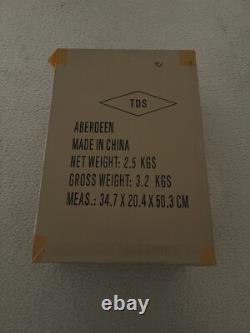 TDS
ABERDEEN
MADE IN CHINA
NET WEIGHT: 2.5 KGS
GROSS WEIGHT: 3.2 KGS
MEAS.: 34.7 X 20.4 X 50.3 CM